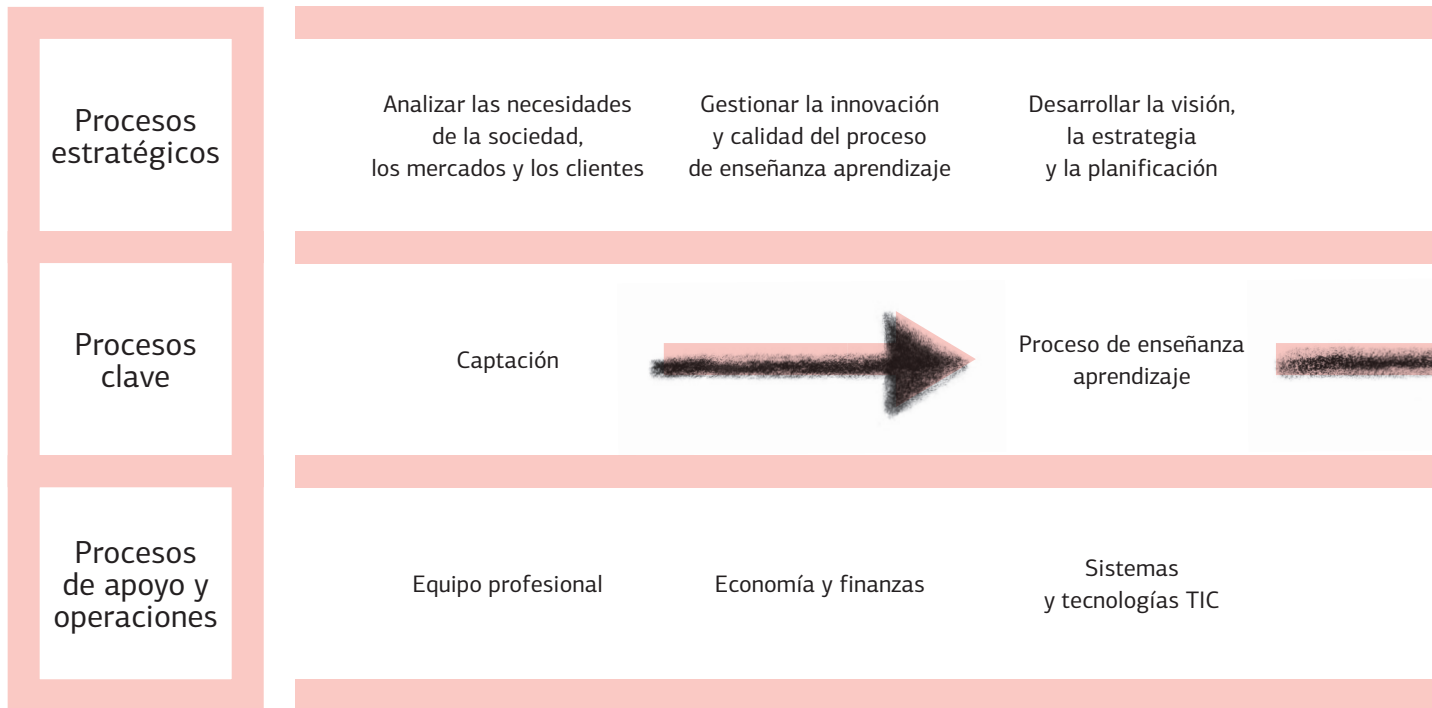 Procesos
estratégicos
Analizar las necesidades
de la sociedad,
los mercados y los clientes
Gestionar la innovación
y calidad del proceso
de enseñanza aprendizaje
Desarrollar la visión,
la estrategia
y la planificación
Procesos
clave
Captación
Proceso de enseñanza
aprendizaje
Procesos
de apoyo y
operaciones
Equipo profesional
Economía y finanzas
Sistemas
y tecnologías TIC